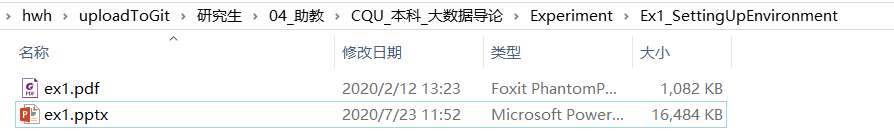 hwh › uploadToGit › 研究生 › 04_助教 › CQU_本科_大数据导论 › Experiment › Ex1_SettingUpEnvironment
名称 修改日期 类型 大小
ex1.pdf 2020/2/12 13:23 Foxit PhantomP... 1,082 KB
ex1.pptx 2020/7/23 11:52 Microsoft Power... 16,484 KB